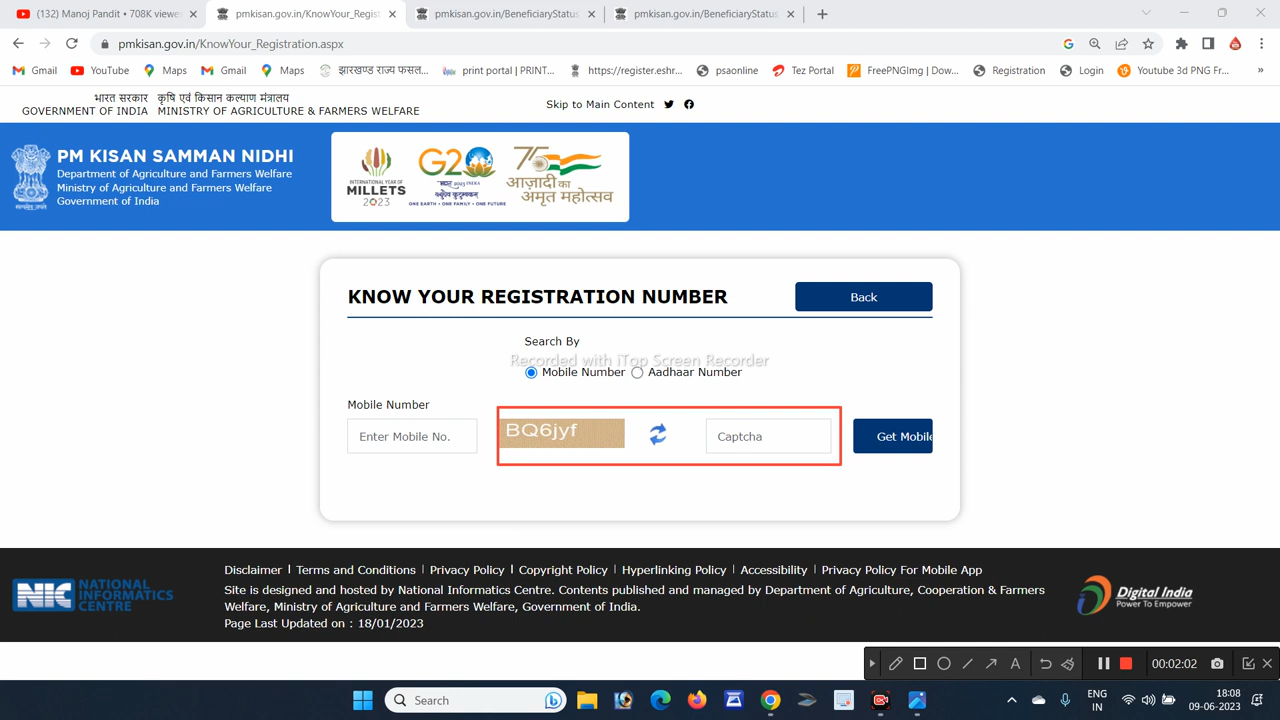 (132) Manoj Pandit • 708K viewe
pmkisan.gov.in/KnowYour_Regist
pmkisan.gov.in/BeneficiaryStatus
pmkisan.gov.in/BeneficiaryStatus
pmkisan.gov.in/KnowYour_Registration.aspx
Gmail
YouTube
Maps
Gmail
Maps
झारखण्ड राज्य फसल...
print portal | PRINT...
https://register.eshr...
psaonline
Tez Portal
FreePNGImg | Dow...
Registration
Login
Youtube 3d PNG Fr...
»
भारत सरकार
कृषि एवं किसान कल्याण मंत्रालय
GOVERNMENT OF INDIA
MINISTRY OF AGRICULTURE & FARMERS WELFARE
Skip to Main Content
PM KISAN SAMMAN NIDHI
Department of Agriculture and Farmers Welfare
Ministry of Agriculture and Farmers Welfare
Government of India
INTERNATIONAL YEAR OF
MILLETS
2023
G20
भारत 2023 INDIA
वसुधैव कुटुम्बकम्
ONE EARTH • ONE FAMILY • ONE FUTURE
75
आज़ादी का
अमृत महोत्सव
KNOW YOUR REGISTRATION NUMBER
Back
Search By
Recorded with iTop Screen Recorder
Mobile Number
Aadhaar Number
Mobile Number
Enter Mobile No.
BQ6jyf
Captcha
Get Mobile
Disclaimer | Terms and Conditions | Privacy Policy | Copyright Policy | Hyperlinking Policy | Accessibility | Privacy Policy For Mobile App
Site is designed and hosted by National Informatics Centre. Contents published and managed by Department of Agriculture, Cooperation & Farmers
Welfare, Ministry of Agriculture and Farmers Welfare, Government of India.
Page Last Updated on : 18/01/2023
NIC
NATIONAL
INFORMATICS
CENTRE
Digital India
Power To Empower
A
00:02:02
Search
ENG
IN
18:08
09-06-2023